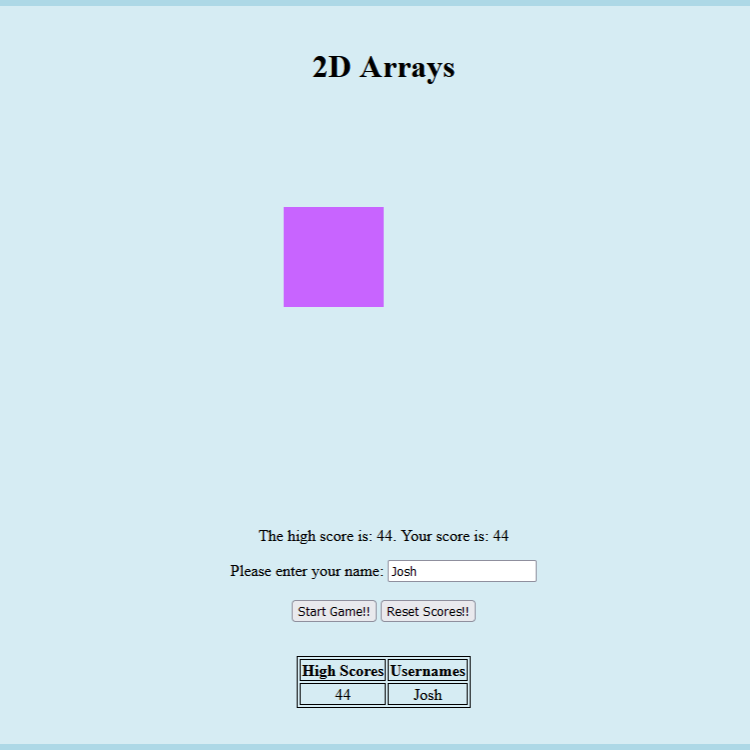 2D Arrays
The high score is: 44. Your score is: 44
Please enter your name: Josh
Start Game!! Reset Scores!!
High Scores Usernames
44 Josh